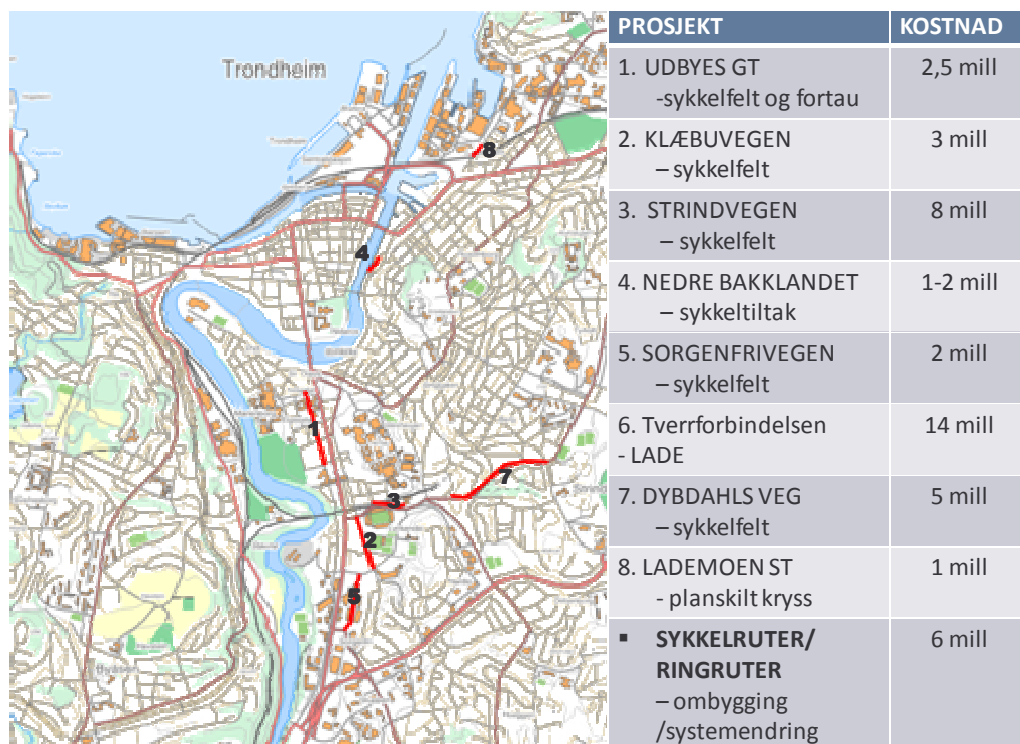 Trondheim
8
4
1
7
3
2
5
PROSJEKT KOSTNAD
1. UDBYES GT 2,5 mill
-sykkelfelt og fortau
2. KLÆBUVEGEN 3 mill
– sykkelfelt
3. STRINDVEGEN 8 mill
– sykkelfelt
4. NEDRE BAKKLANDET 1-2 mill
– sykkeltiltak
5. SORGENFRIVEGEN 2 mill
– sykkelfelt
6. Tverrforbindelsen 14 mill
- LADE
7. DYBDAHLS VEG 5 mill
– sykkelfelt
8. LADEMOEN ST 1 mill
- planskilt kryss
▪ SYKKELRUTER/ 6 mill
RINGRUTER
– ombygging
/systemendring